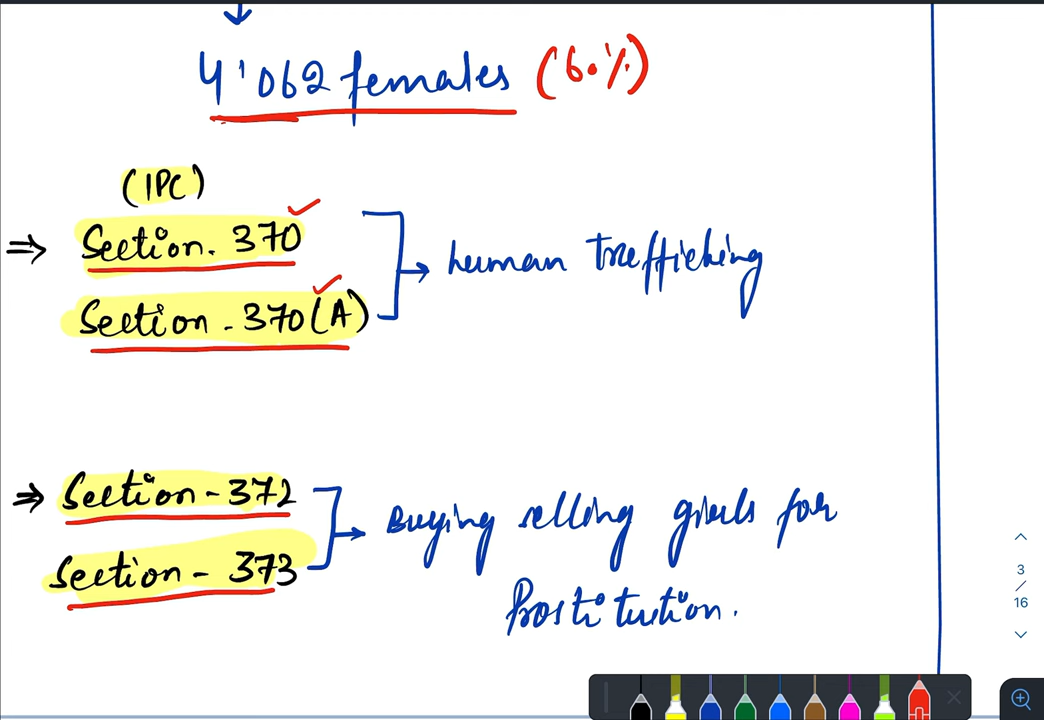 4'062 females (60%)
(IPC)
⇒ Section. 370
Section - 370(A)
→ human trafficking
⇒ Section - 372
Section - 373
→ Buying selling girls for
Prostitution.
3
/
16